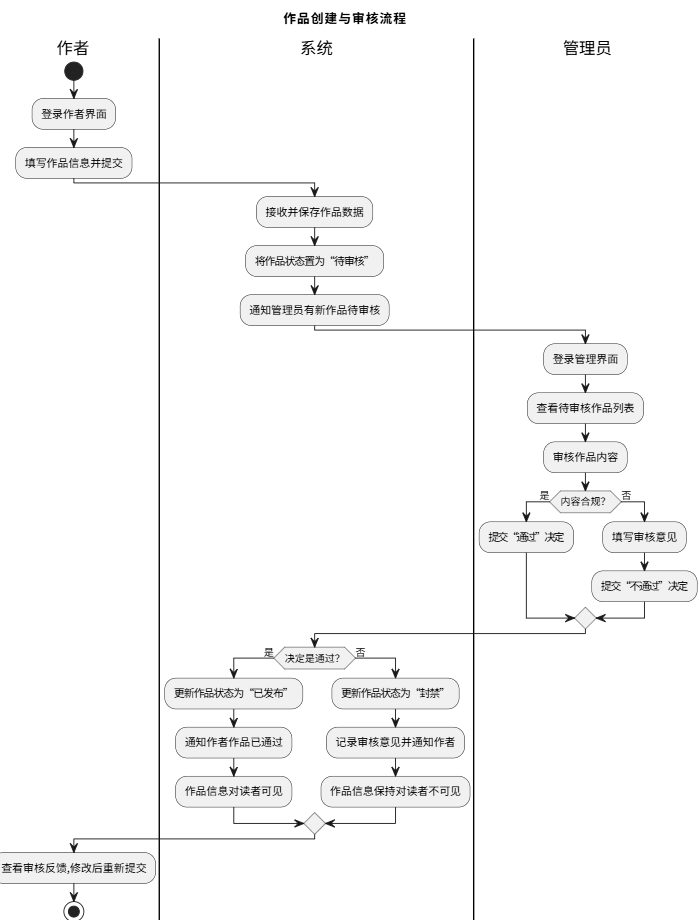 作品创建与审核流程
作者
系统
管理员
登录作者界面
填写作品信息并提交
接收并保存作品数据
将作品状态置为“待审核”
通知管理员有新作品待审核
登录管理界面
查看待审核作品列表
审核作品内容
是
内容合规？
否
提交“通过”决定
填写审核意见
提交“不通过”决定
是
决定是通过？
否
更新作品状态为“已发布”
更新作品状态为“封禁”
通知作者作品已通过
记录审核意见并通知作者
作品信息对读者可见
作品信息保持对读者不可见
查看审核反馈,修改后重新提交